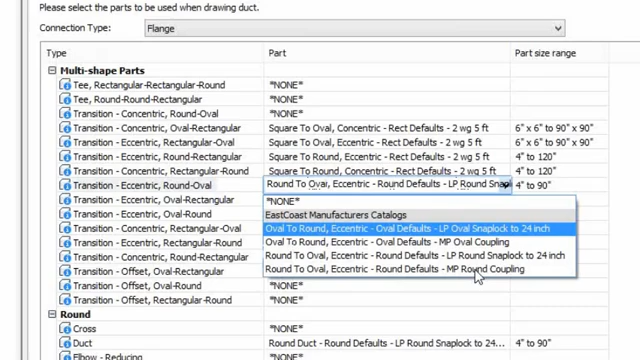 Please select the parts to be used when drawing duct.
Connection Type: Flange
Type Part Part size range
Multi-shape Parts
Tee, Rectangular-Rectangular-Round *NONE*
Tee, Round-Round-Rectangular *NONE*
Transition - Concentric, Round-Oval *NONE*
Transition - Concentric, Oval-Rectangular Square To Oval, Concentric - Rect Defaults - 2 wg 5 ft 6" x 6" to 90" x 90"
Transition - Eccentric, Oval-Rectangular Square To Oval, Eccentric - Rect Defaults - 2 wg 5 ft 6" x 6" to 90" x 90"
Transition - Eccentric, Rectangular-Round Square To Round, Eccentric - Rect Defaults - 2 wg 5 ft 4" to 120"
Transition - Concentric, Rectangular-Round Square To Round, Concentric - Rect Defaults - 2 wg 5 ft 4" to 120"
Transition - Eccentric, Round-Oval Round To Oval, Eccentric - Round Defaults - LP Round Snapl 4" to 90"
Transition - Eccentric, Oval-Rectangular *NONE*
Transition - Eccentric, Round-Oval EastCoast Manufacturers Catalogs
Transition - Eccentric, Rectangular-Round Oval To Round, Eccentric - Oval Defaults - LP Oval Snaplock to 24 inch
Transition - Concentric, Rectangular-Round Oval To Round, Eccentric - Oval Defaults - MP Oval Coupling
Transition - Offset, Oval-Rectangular Round To Oval, Eccentric - Round Defaults - LP Round Snaplock to 24 inch
Transition - Offset, Rectangular-Round Round To Oval, Eccentric - Round Defaults - MP Round Coupling
Transition - Offset, Round-Oval *NONE*
Round
Cross *NONE*
Duct Round Duct - Round Defaults - LP Round Snaplock to 24... 4" to 90"
Elbow - Reducing *NONE*